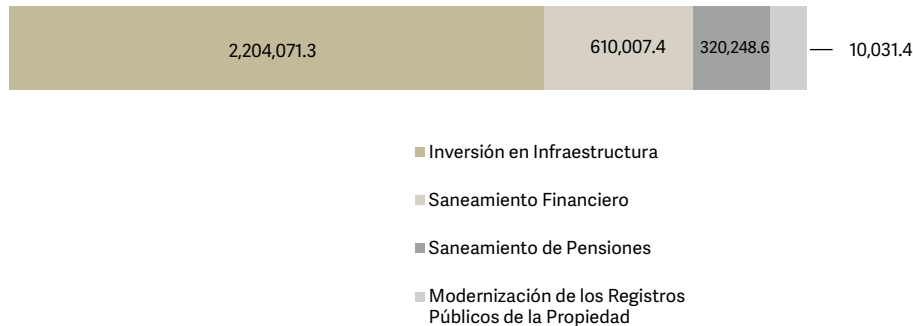 2,204,071.3
610,007.4
320,248.6
10,031.4
Inversión en Infraestructura
Saneamiento Financiero
Saneamiento de Pensiones
Modernización de los Registros
Públicos de la Propiedad